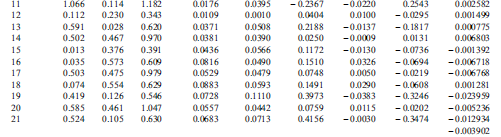 11 1.066 0.114 1.182 0.0176 0.0395 − 0.2367 − 0.0220 0.2543 0.002582
12 0.112 0.230 0.343 0.0109 0.0010 0.0404 0.0100 − 0.0295 0.001499
13 0.591 0.028 0.620 0.0371 0.0508 0.2188 − 0.0137 − 0.1817 0.000775
14 0.502 0.467 0.970 0.0381 0.0390 0.0250 − 0.0009 0.0131 0.006803
15 0.013 0.376 0.391 0.0436 0.0566 0.1172 − 0.0130 − 0.0736 − 0.001392
16 0.035 0.573 0.609 0.0816 0.0490 0.1510 0.0326 − 0.0694 − 0.006718
17 0.503 0.475 0.979 0.0529 0.0479 0.0748 0.0050 − 0.0219 − 0.006768
18 0.074 0.554 0.629 0.0883 0.0593 0.1491 0.0290 − 0.0608 0.001281
19 0.419 0.126 0.546 0.0728 0.1110 0.3973 − 0.0383 − 0.3246 − 0.023959
20 0.585 0.461 1.047 0.0557 0.0442 0.0759 0.0115 − 0.0202 − 0.005236
21 0.524 0.105 0.630 0.0683 0.0713 0.4156 − 0.0030 − 0.3474 − 0.012934
− 0.003902